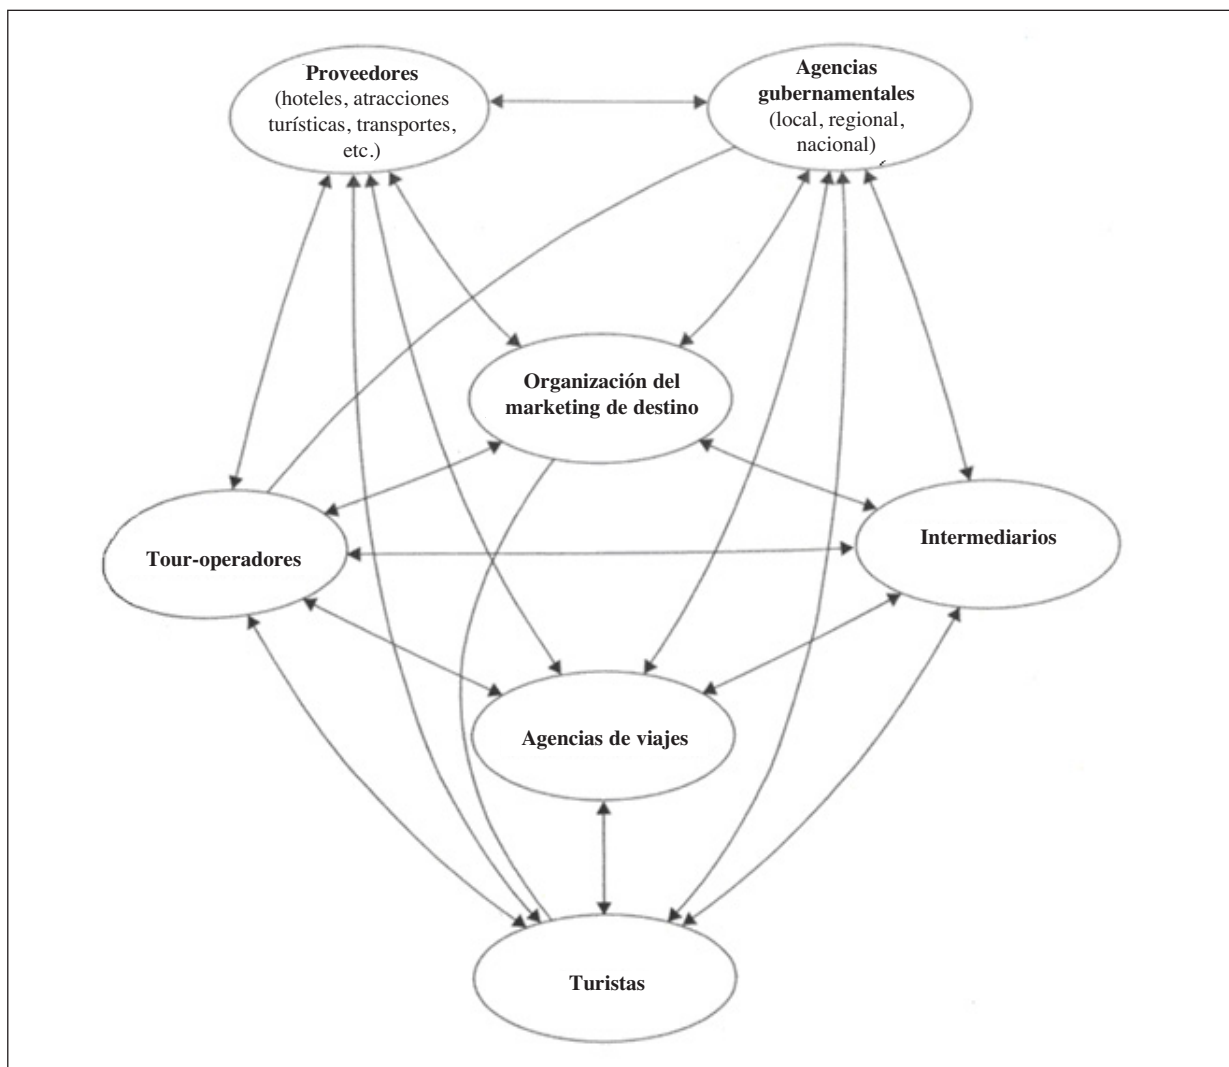 Proveedores
(hoteles, atracciones
turísticas, transportes,
etc.)
Agencias
gubernamentales
(local, regional,
nacional)
Organización del
marketing de destino
Tour-operadores
Intermediarios
Agencias de viajes
Turistas